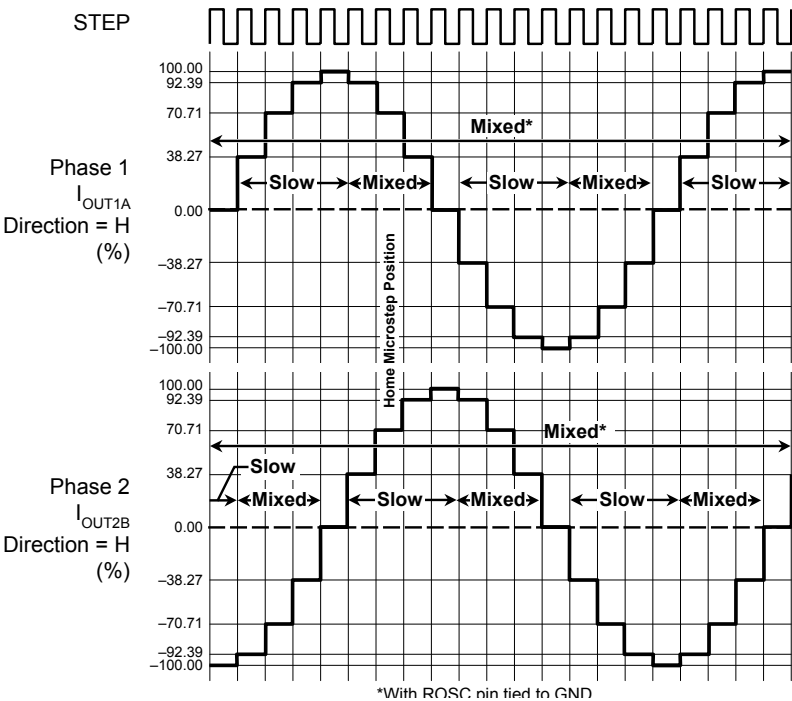 STEP
100.00
92.39
70.71
38.27
0.00
–38.27
–70.71
–92.39
–100.00
Phase 1
IOUT1A
Direction = H
(%)
Mixed*
Slow
Mixed
Slow
Mixed
Slow
Home Microstep Position
100.00
92.39
70.71
38.27
0.00
–38.27
–70.71
–92.39
–100.00
Phase 2
IOUT2B
Direction = H
(%)
Mixed*
Slow
Mixed
Slow
Mixed
Slow
Mixed
*With ROSC pin tied to GND